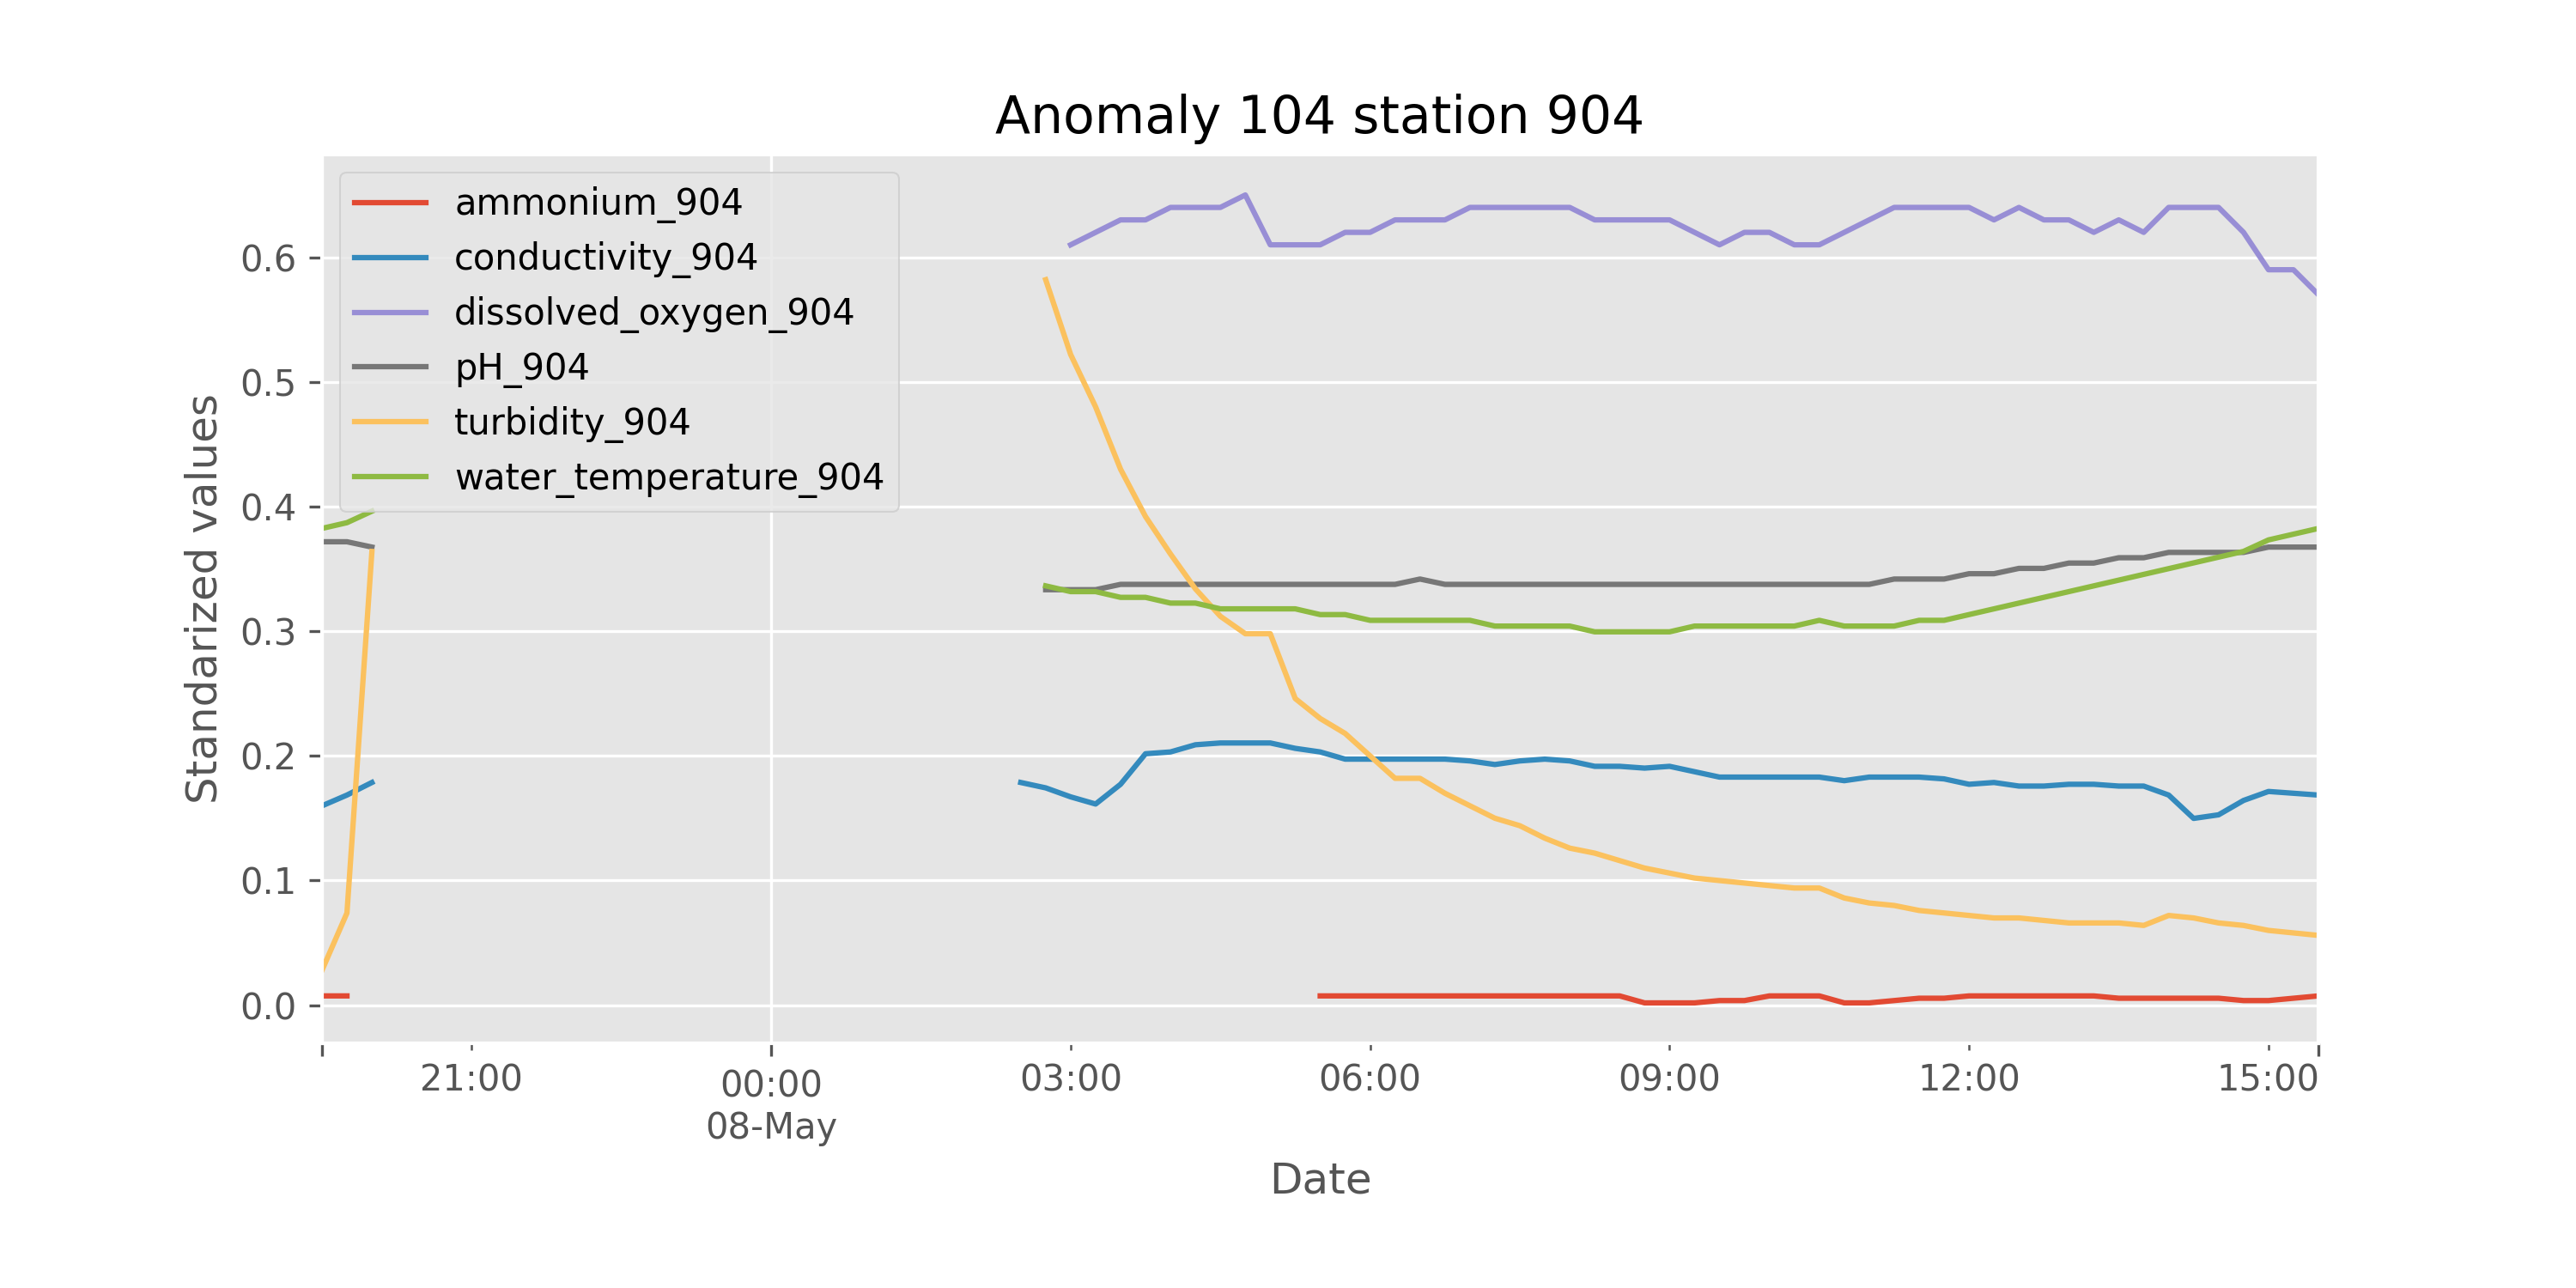 Anomaly 104 station 904
ammonium_904
conductivity_904
dissolved_oxygen_904
pH_904
turbidity_904
water_temperature_904
Standarized values
0.6
0.5
0.4
0.3
0.2
0.1
0.0
21:00
00:00
08-May
03:00
06:00
09:00
12:00
15:00
Date